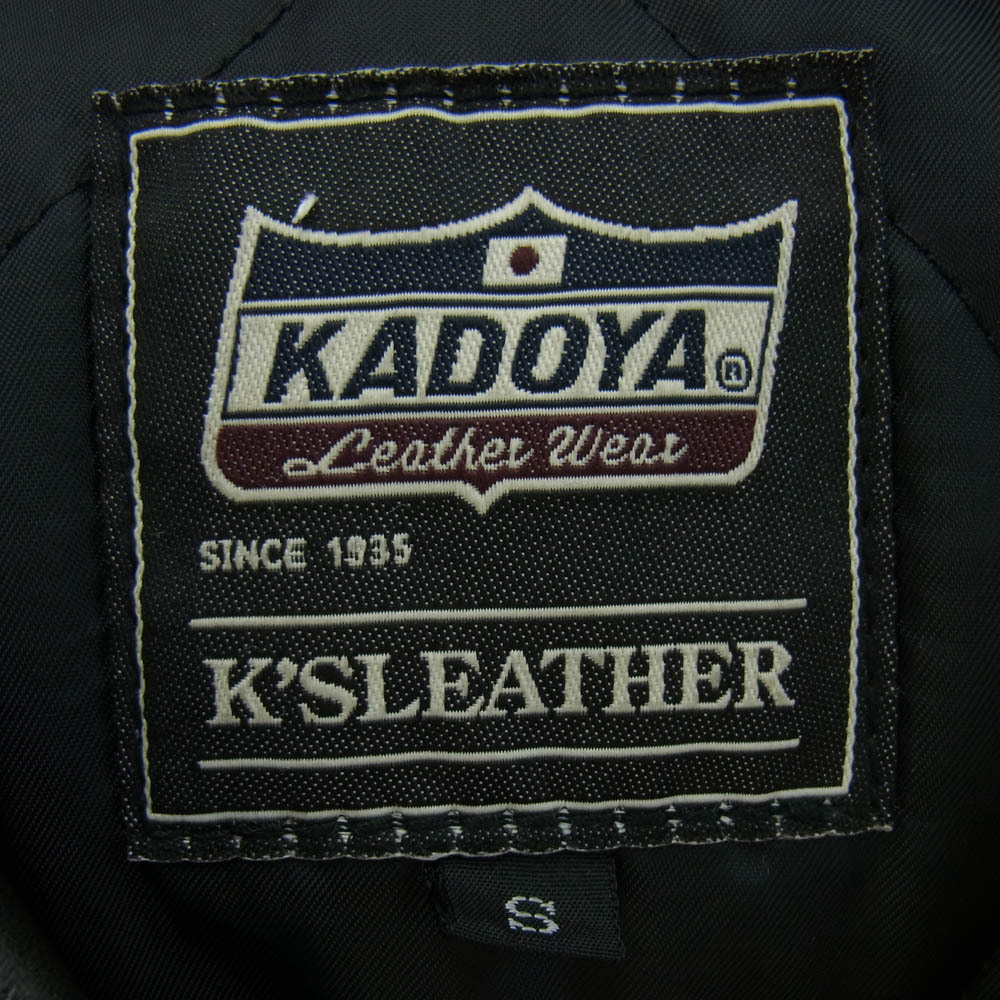 KADOYA®
Leather Wear
SINCE 1935
K'SLEATHER
S